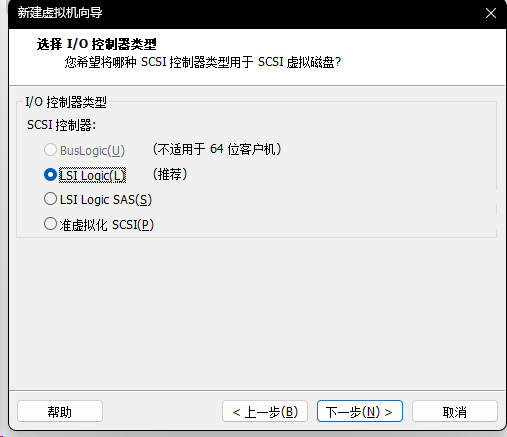 新建虚拟机向导
选择 I/O 控制器类型
您希望将哪种 SCSI 控制器类型用于 SCSI 虚拟磁盘?
I/O 控制器类型
SCSI 控制器:
BusLogic(U) (不适用于 64 位客户机)
LSI Logic(L) (推荐)
LSI Logic SAS(S)
准虚拟化 SCSI(P)
帮助 < 上一步(B) 下一步(N) > 取消